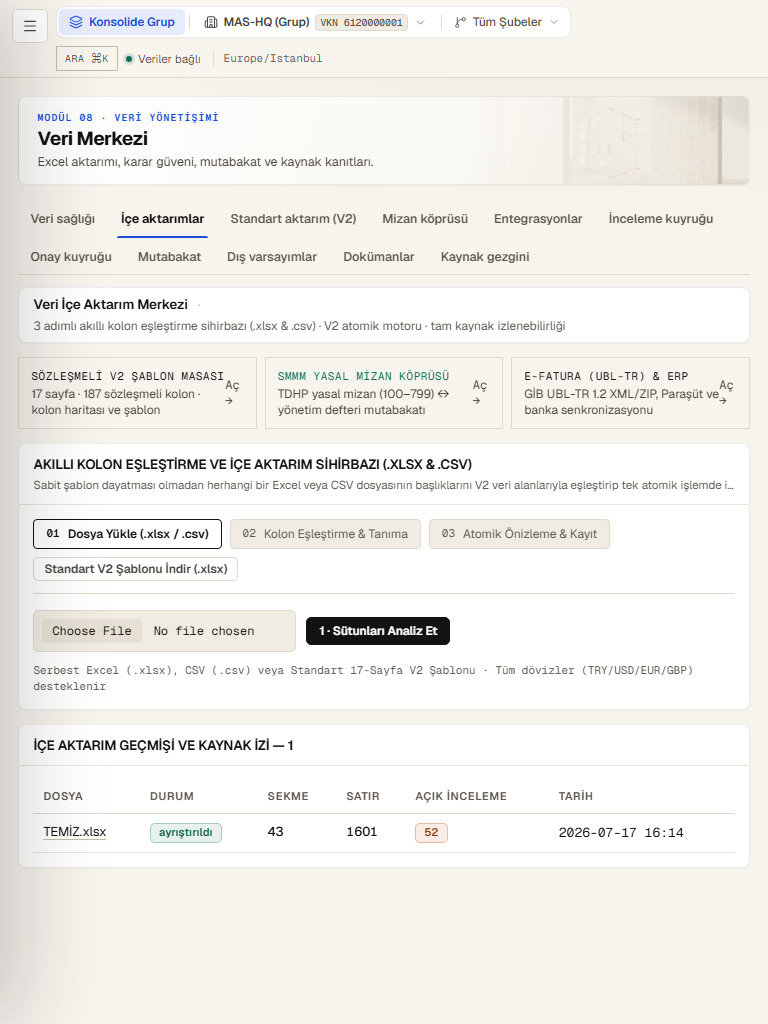 Konsolide Grup
MAS-HQ (Grup) VKN 6120000001
Tüm Şubeler
ARA ⌘K
Veriler bağlı
Europe/Istanbul
MODÜL 08 · VERİ YÖNETİŞİMİ
Veri Merkezi
Excel aktarımı, karar güveni, mutabakat ve kaynak kanıtları.
Veri sağlığı
İçe aktarımlar
Standart aktarım (V2)
Mizan köprüsü
Entegrasyonlar
İnceleme kuyruğu
Onay kuyruğu
Mutabakat
Dış varsayımlar
Dokümanlar
Kaynak gezgini
Veri İçe Aktarım Merkezi ·
3 adımlı akıllı kolon eşleştirme sihirbazı (.xlsx & .csv) · V2 atomik motoru · tam kaynak izlenebilirliği
SÖZLEŞMELİ V2 ŞABLON MASASI
17 sayfa · 187 sözleşmeli kolon ·
kolon haritası ve şablon
Aç
→
SMMM YASAL MİZAN KÖPRÜSÜ
TDHP yasal mizan (100–799) ↔
yönetim defteri mutabakatı
Aç
→
E-FATURA (UBL-TR) & ERP
GİB UBL-TR 1.2 XML/ZIP, Paraşüt ve
banka senkronizasyonu
Aç
→
AKILLI KOLON EŞLEŞTİRME VE İÇE AKTARIM SİHİRBAZI (.XLSX & .CSV)
Sabit şablon dayatması olmadan herhangi bir Excel veya CSV dosyasının başlıklarını V2 veri alanlarıyla eşleştirip tek atomik işlemde i…
01 Dosya Yükle (.xlsx / .csv)
02 Kolon Eşleştirme & Tanıma
03 Atomik Önizleme & Kayıt
Standart V2 Şablonu İndir (.xlsx)
Choose File No file chosen
1 · Sütunları Analiz Et
Serbest Excel (.xlsx), CSV (.csv) veya Standart 17-Sayfa V2 Şablonu · Tüm dövizler (TRY/USD/EUR/GBP)
desteklenir
İÇE AKTARIM GEÇMİŞİ VE KAYNAK İZİ — 1
DOSYA DURUM SEKME SATIR AÇIK İNCELEME TARİH
TEMİZ.xlsx ayrıştırıldı 43 1601 52 2026-07-17 16:14